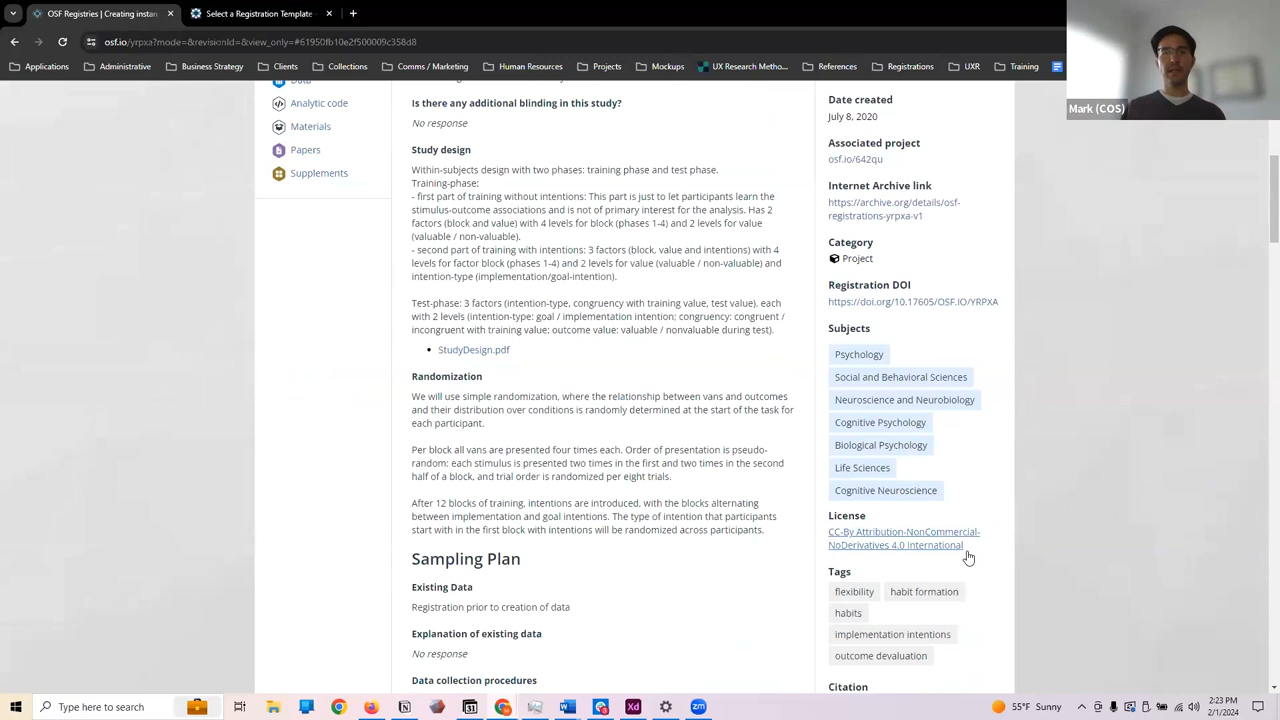 OSF Registries | Creating instan
Select a Registration Template
osf.io/yrpxa?mode=&revisionId=&view_only=#61950fb10e2f500009c358d8
Applications
Administrative
Business Strategy
Clients
Collections
Comms / Marketing
Human Resources
Projects
Mockups
UX Research Metho...
References
Registrations
UXR
Training
Mark (COS)
Data
Analytic code
Materials
Papers
Supplements
Is there any additional blinding in this study?
No response
Study design
Within-subjects design with two phases: training phase and test phase.
Training-phase:
- first part of training without intentions: This part is just to let participants learn the
stimulus-outcome associations and is not of primary interest for the analysis. Has 2
factors (block and value) with 4 levels for block (phases 1-4) and 2 levels for value
(valuable / non-valuable).
- second part of training with intentions: 3 factors (block, value and intentions) with 4
levels for factor block (phases 1-4) and 2 levels for value (valuable / non-valuable) and
intention-type (implementation/goal-intention).
Test-phase: 3 factors (intention-type, congruency with training value, test value). each
with 2 levels (intention-type: goal / implementation intention; congruency: congruent /
incongruent with training value; outcome value: valuable / nonvaluable during test).
StudyDesign.pdf
Randomization
We will use simple randomization, where the relationship between vans and outcomes
and their distribution over conditions is randomly determined at the start of the task for
each participant.
Per block all vans are presented four times each. Order of presentation is pseudo-
random: each stimulus is presented two times in the first and two times in the second
half of a block, and trial order is randomized per eight trials.
After 12 blocks of training, intentions are introduced, with the blocks alternating
between implementation and goal intentions. The type of intention that participants
start with in the first block with intentions will be randomized across participants.
Sampling Plan
Existing Data
Registration prior to creation of data
Explanation of existing data
No response
Data collection procedures
Date created
July 8, 2020
Associated project
osf.io/642qu
Internet Archive link
https://archive.org/details/osf-
registrations-yrpxa-v1
Category
Project
Registration DOI
https://doi.org/10.17605/OSF.IO/YRPXA
Subjects
Psychology
Social and Behavioral Sciences
Neuroscience and Neurobiology
Cognitive Psychology
Biological Psychology
Life Sciences
Cognitive Neuroscience
License
CC-By Attribution-NonCommercial-
NoDerivatives 4.0 International
Tags
flexibility
habit formation
habits
implementation intentions
outcome devaluation
Citation
Type here to search
55°F Sunny
2:23 PM
2/1/2024